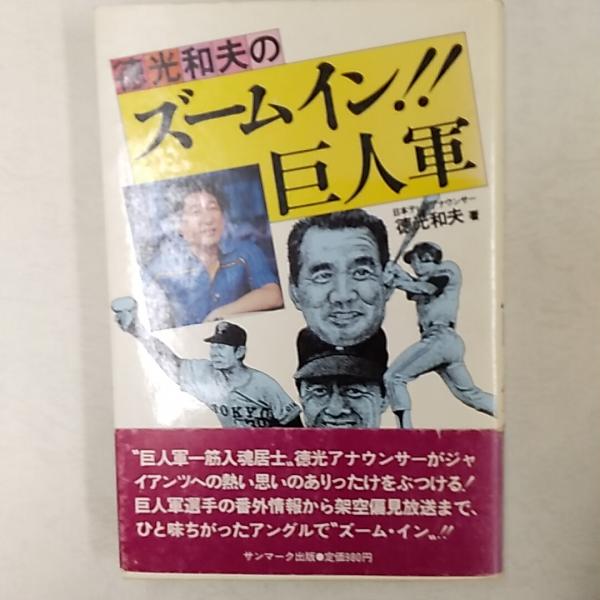 徳光和夫の
ズームイン!!
巨人軍
日本テレビアナウンサー
徳光和夫 著
TOKYO
〝巨人軍一筋入魂居士〟徳光アナウンサーがジャ
イアンツへの熱い思いのありったけをぶつける!
巨人軍選手の番外情報から架空偏見放送まで、
ひと味ちがったアングルで〝ズーム・イン〟!!
サンマーク出版●定価980円